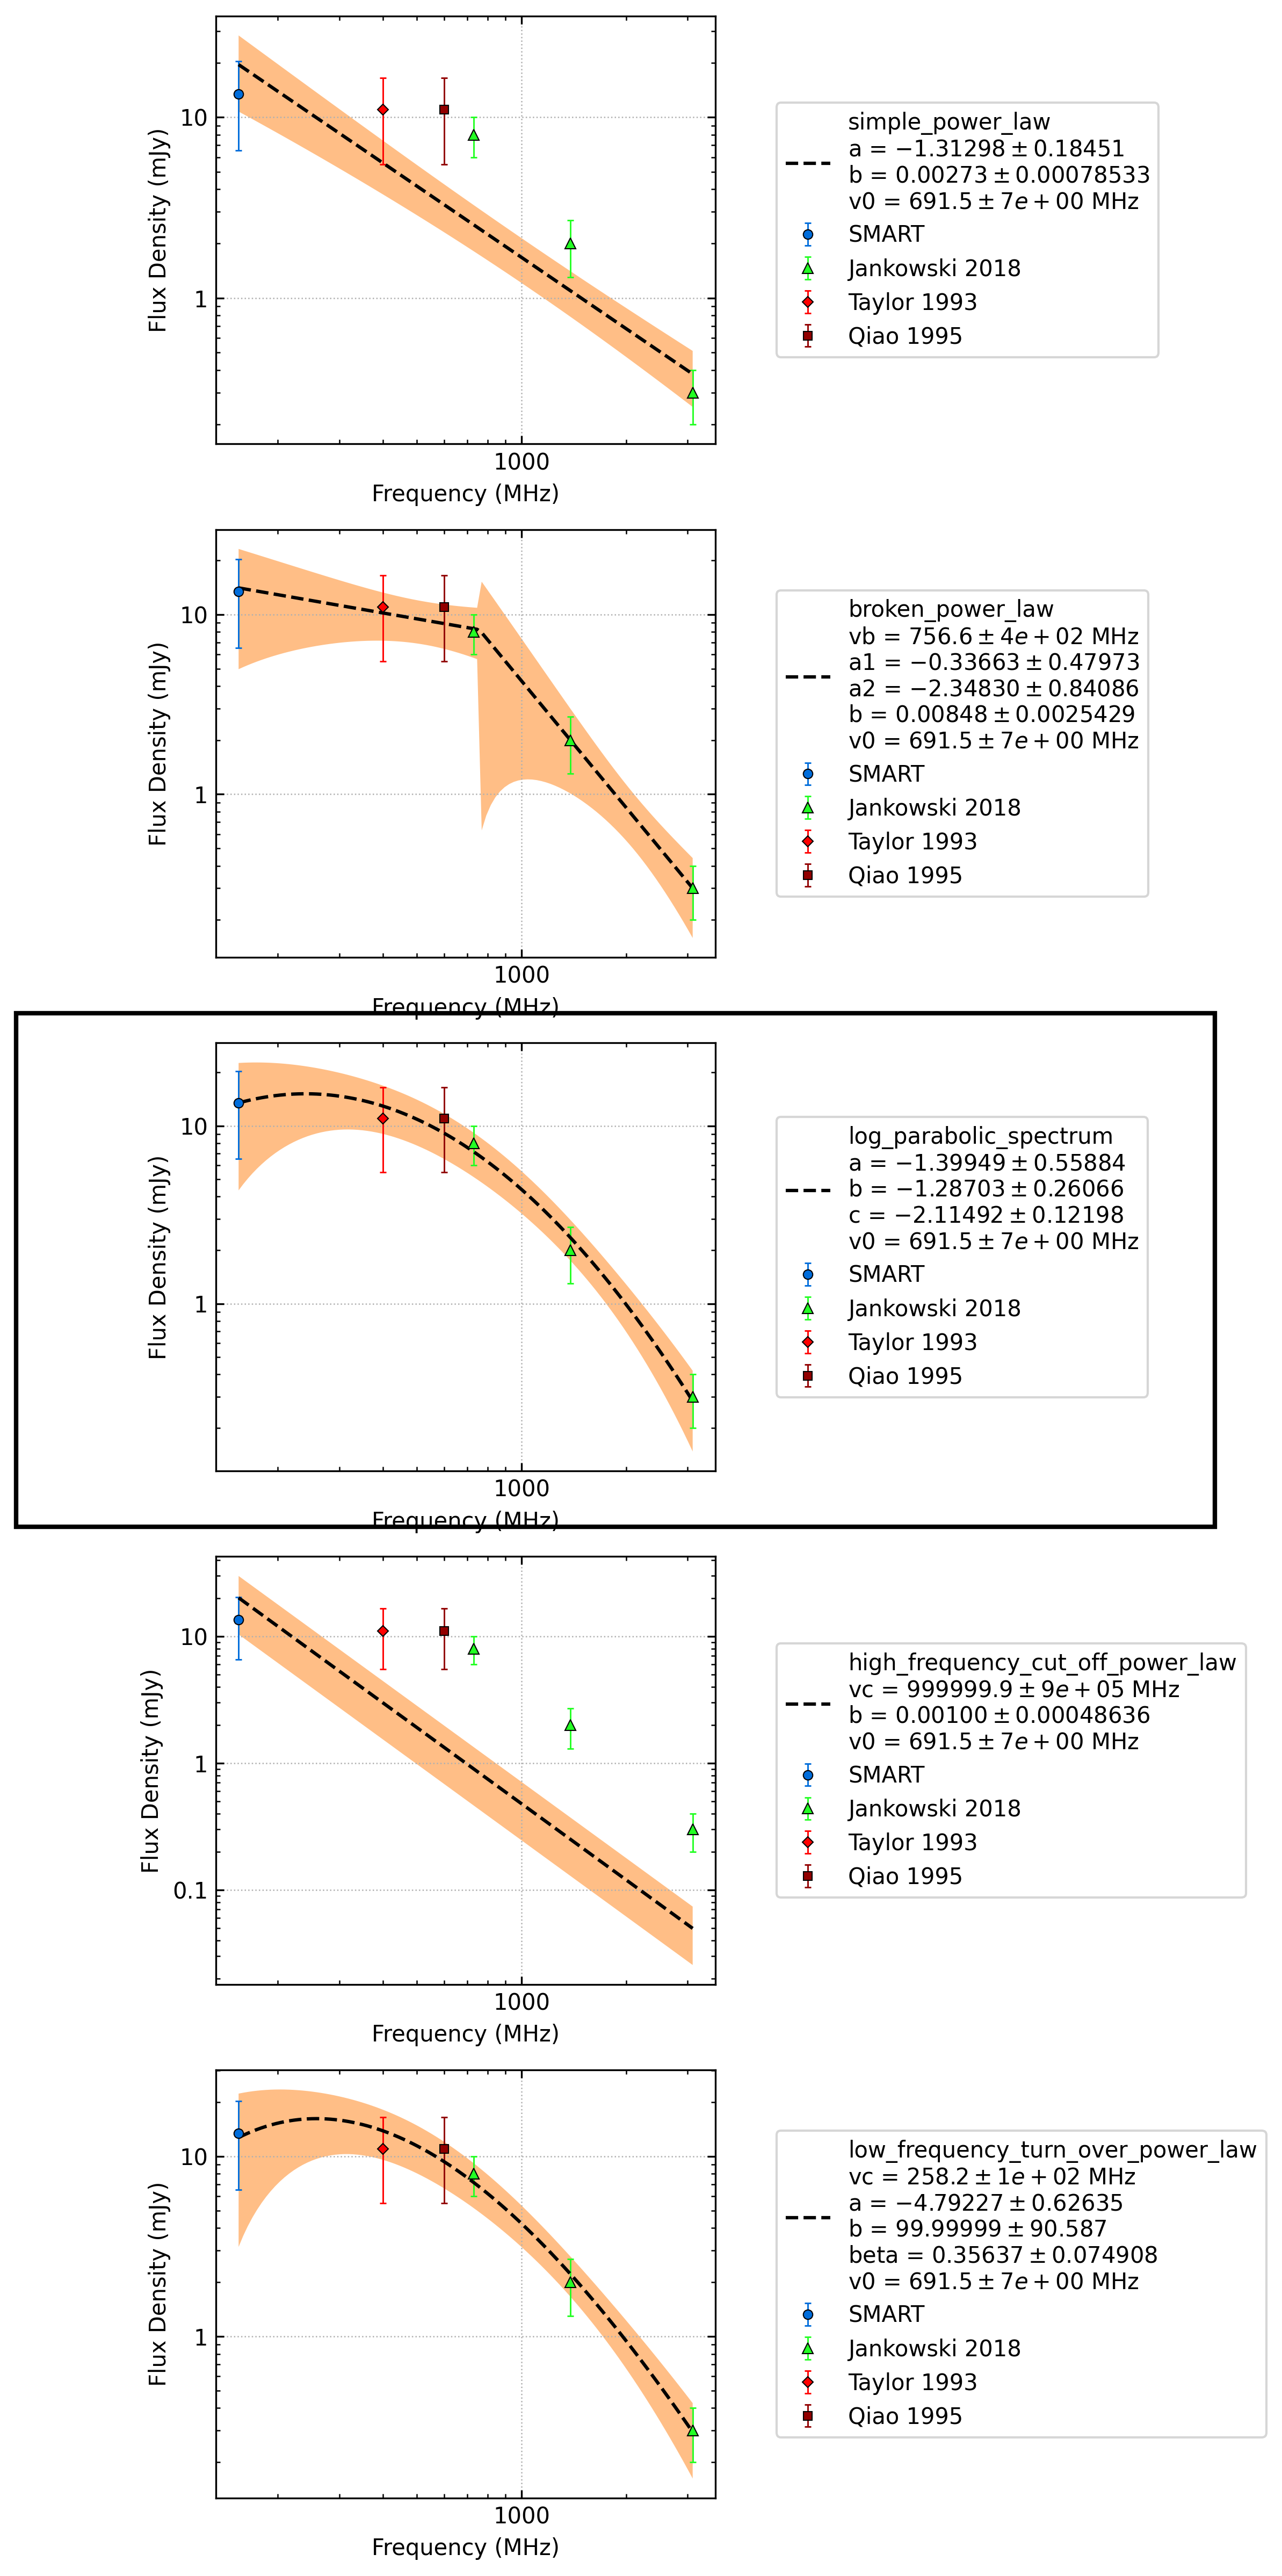 10
1
Flux Density (mJy)
1000
Frequency (MHz)
simple_power_law
a = −1.31298 ± 0.18451
b = 0.00273 ± 0.00078533
v0 = 691.5 ± 7e + 00 MHz
SMART
Jankowski 2018
Taylor 1993
Qiao 1995
10
1
Flux Density (mJy)
1000
Frequency (MHz)
broken_power_law
vb = 756.6 ± 4e + 02 MHz
a1 = −0.33663 ± 0.47973
a2 = −2.34830 ± 0.84086
b = 0.00848 ± 0.0025429
v0 = 691.5 ± 7e + 00 MHz
SMART
Jankowski 2018
Taylor 1993
Qiao 1995
10
1
Flux Density (mJy)
1000
Frequency (MHz)
log_parabolic_spectrum
a = −1.39949 ± 0.55884
b = −1.28703 ± 0.26066
c = −2.11492 ± 0.12198
v0 = 691.5 ± 7e + 00 MHz
SMART
Jankowski 2018
Taylor 1993
Qiao 1995
10
1
0.1
Flux Density (mJy)
1000
Frequency (MHz)
high_frequency_cut_off_power_law
vc = 999999.9 ± 9e + 05 MHz
b = 0.00100 ± 0.00048636
v0 = 691.5 ± 7e + 00 MHz
SMART
Jankowski 2018
Taylor 1993
Qiao 1995
10
1
Flux Density (mJy)
1000
Frequency (MHz)
low_frequency_turn_over_power_law
vc = 258.2 ± 1e + 02 MHz
a = −4.79227 ± 0.62635
b = 99.99999 ± 90.587
beta = 0.35637 ± 0.074908
v0 = 691.5 ± 7e + 00 MHz
SMART
Jankowski 2018
Taylor 1993
Qiao 1995